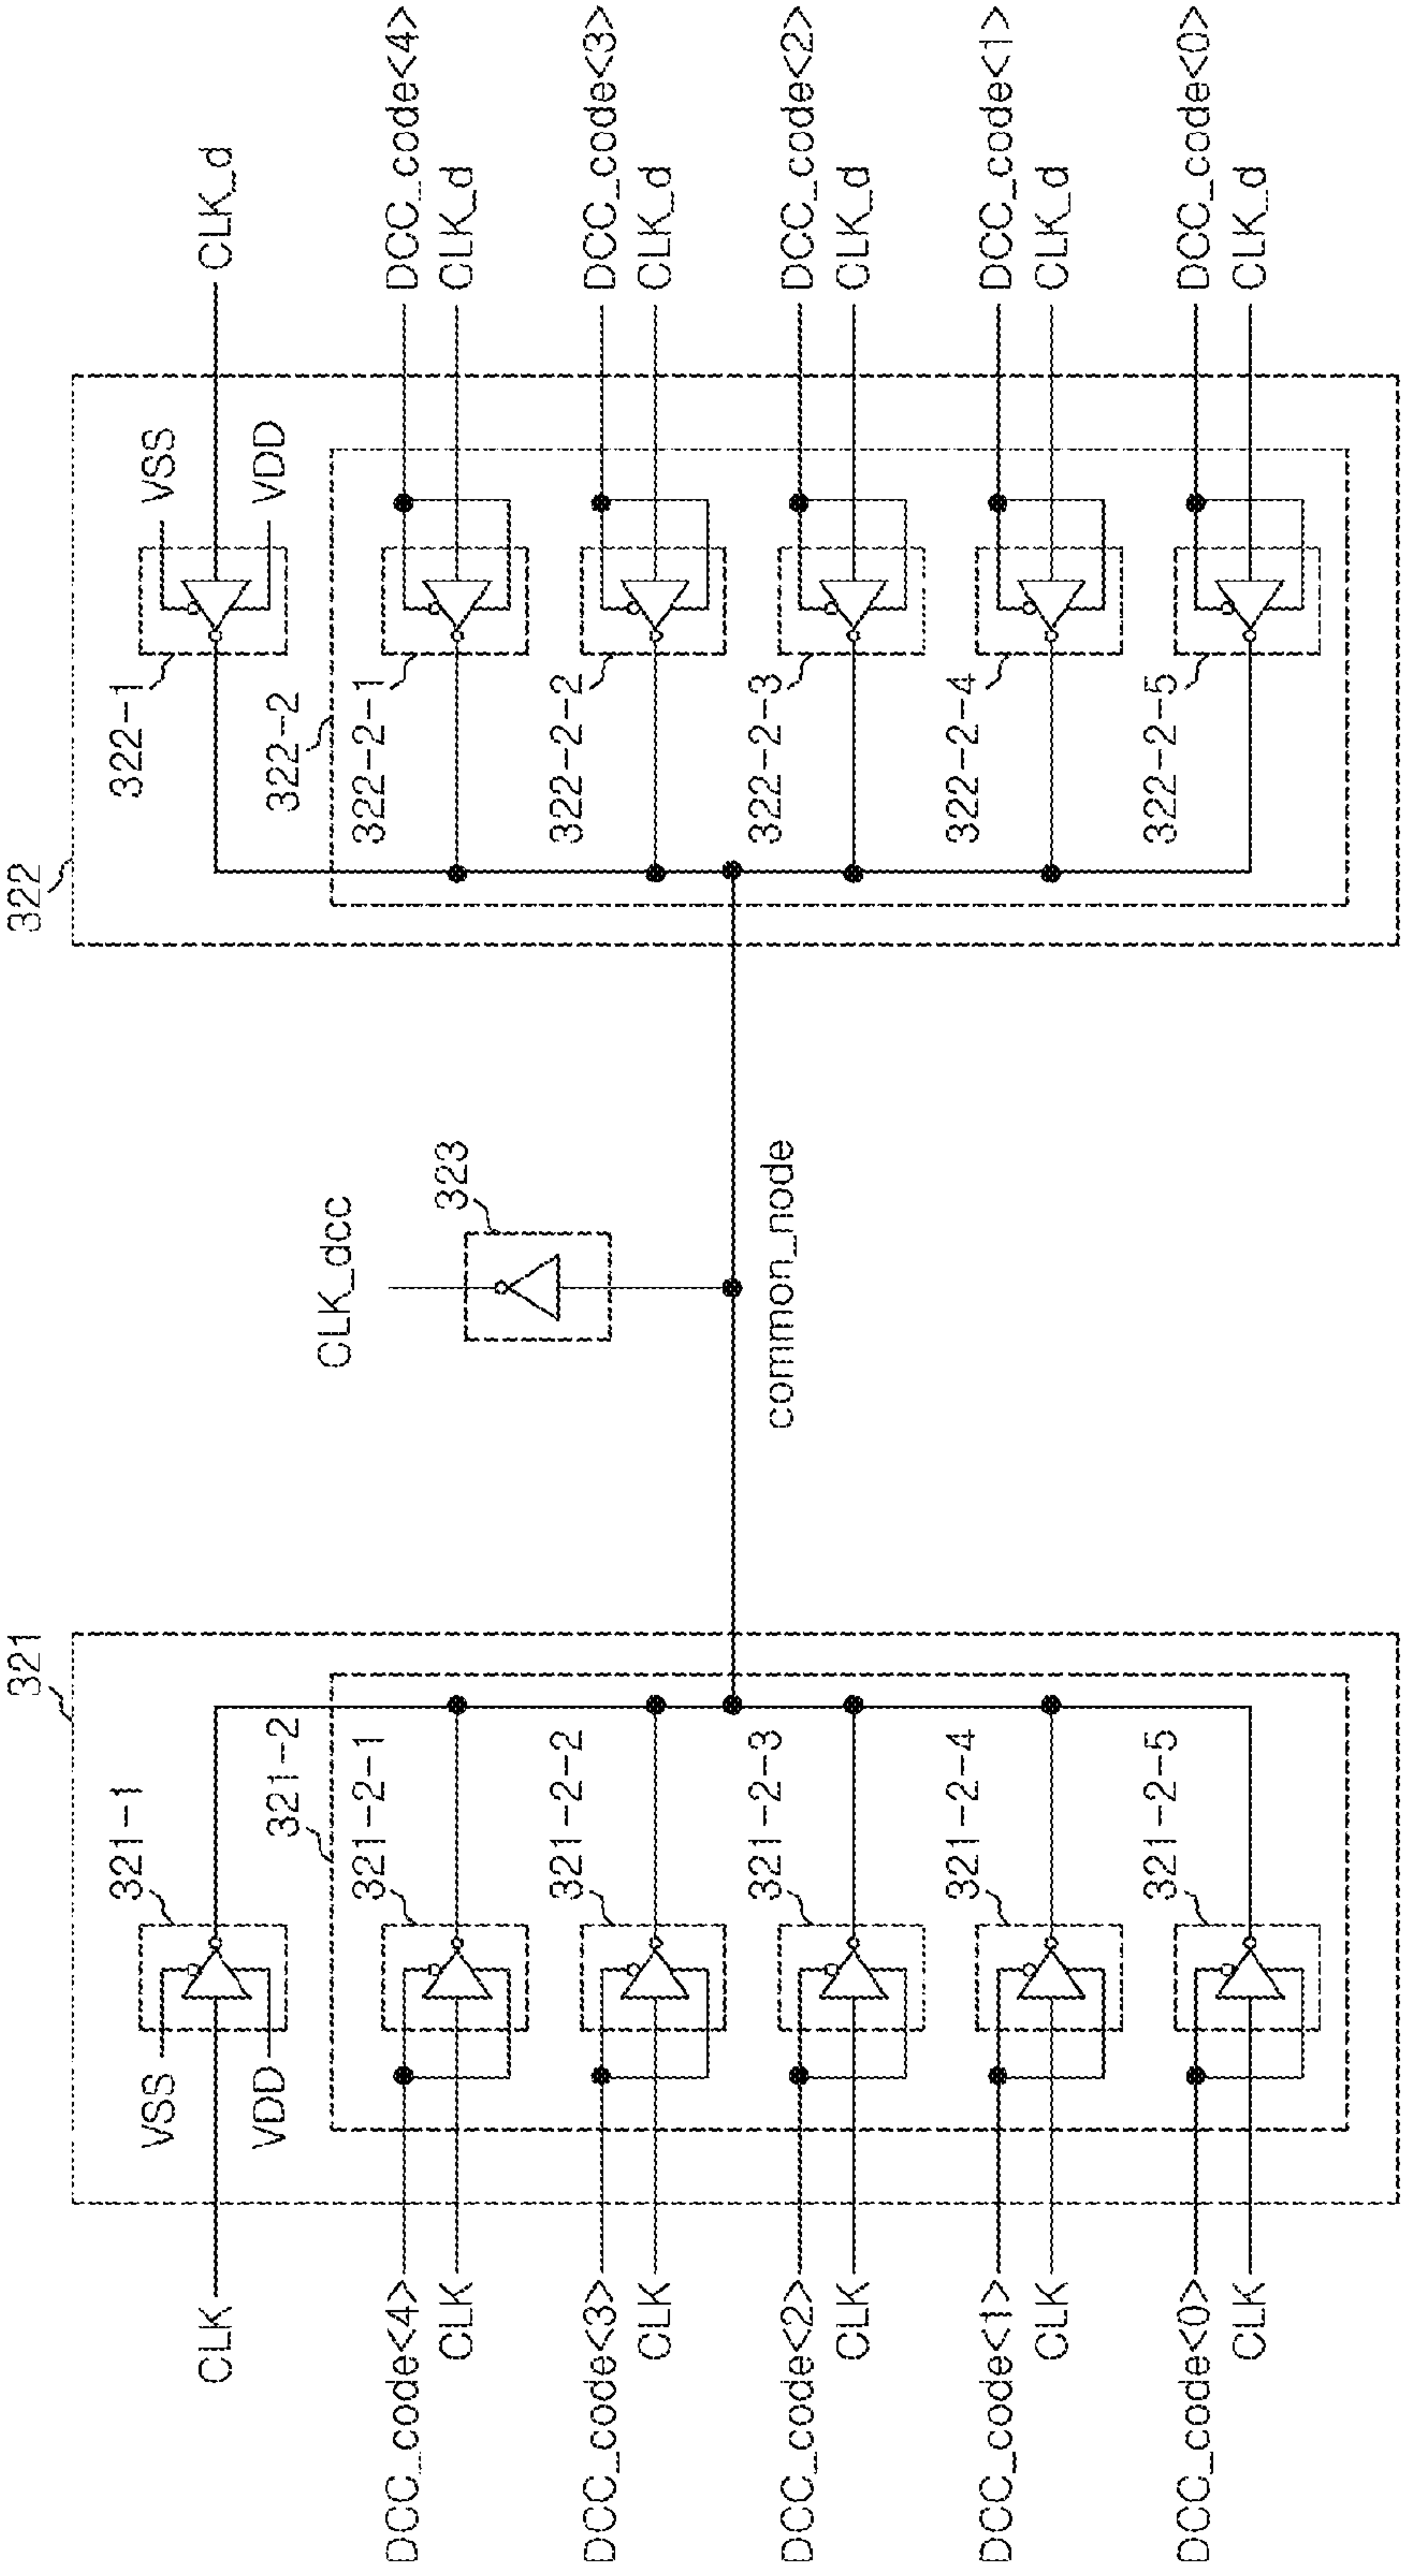 321
322
CLK
VSS
VDD
321-1
321-2
DCC_code<4>
CLK
321-2-1
DCC_code<3>
CLK
321-2-2
DCC_code<2>
CLK
321-2-3
DCC_code<1>
CLK
321-2-4
DCC_code<0>
CLK
321-2-5
CLK_dcc
323
common_node
322-1
VSS
VDD
CLK_d
322-2
322-2-1
DCC_code<4>
CLK_d
322-2-2
DCC_code<3>
CLK_d
322-2-3
DCC_code<2>
CLK_d
322-2-4
DCC_code<1>
CLK_d
322-2-5
DCC_code<0>
CLK_d